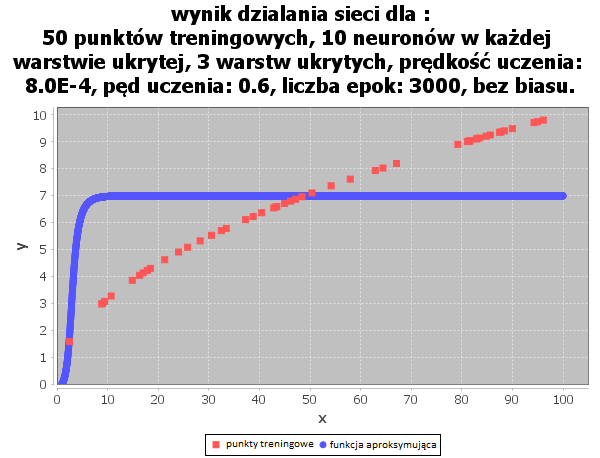 wynik dzialania sieci dla :
50 punktów treningowych, 10 neuronów w każdej
warstwie ukrytej, 3 warstw ukrytych, prędkość uczenia:
8.0E-4, pęd uczenia: 0.6, liczba epok: 3000, bez biasu.
10
9
8
7
6
5
4
3
2
1
0
y
0 10 20 30 40 50 60 70 80 90 100
x
punkty treningowe funkcja aproksymująca